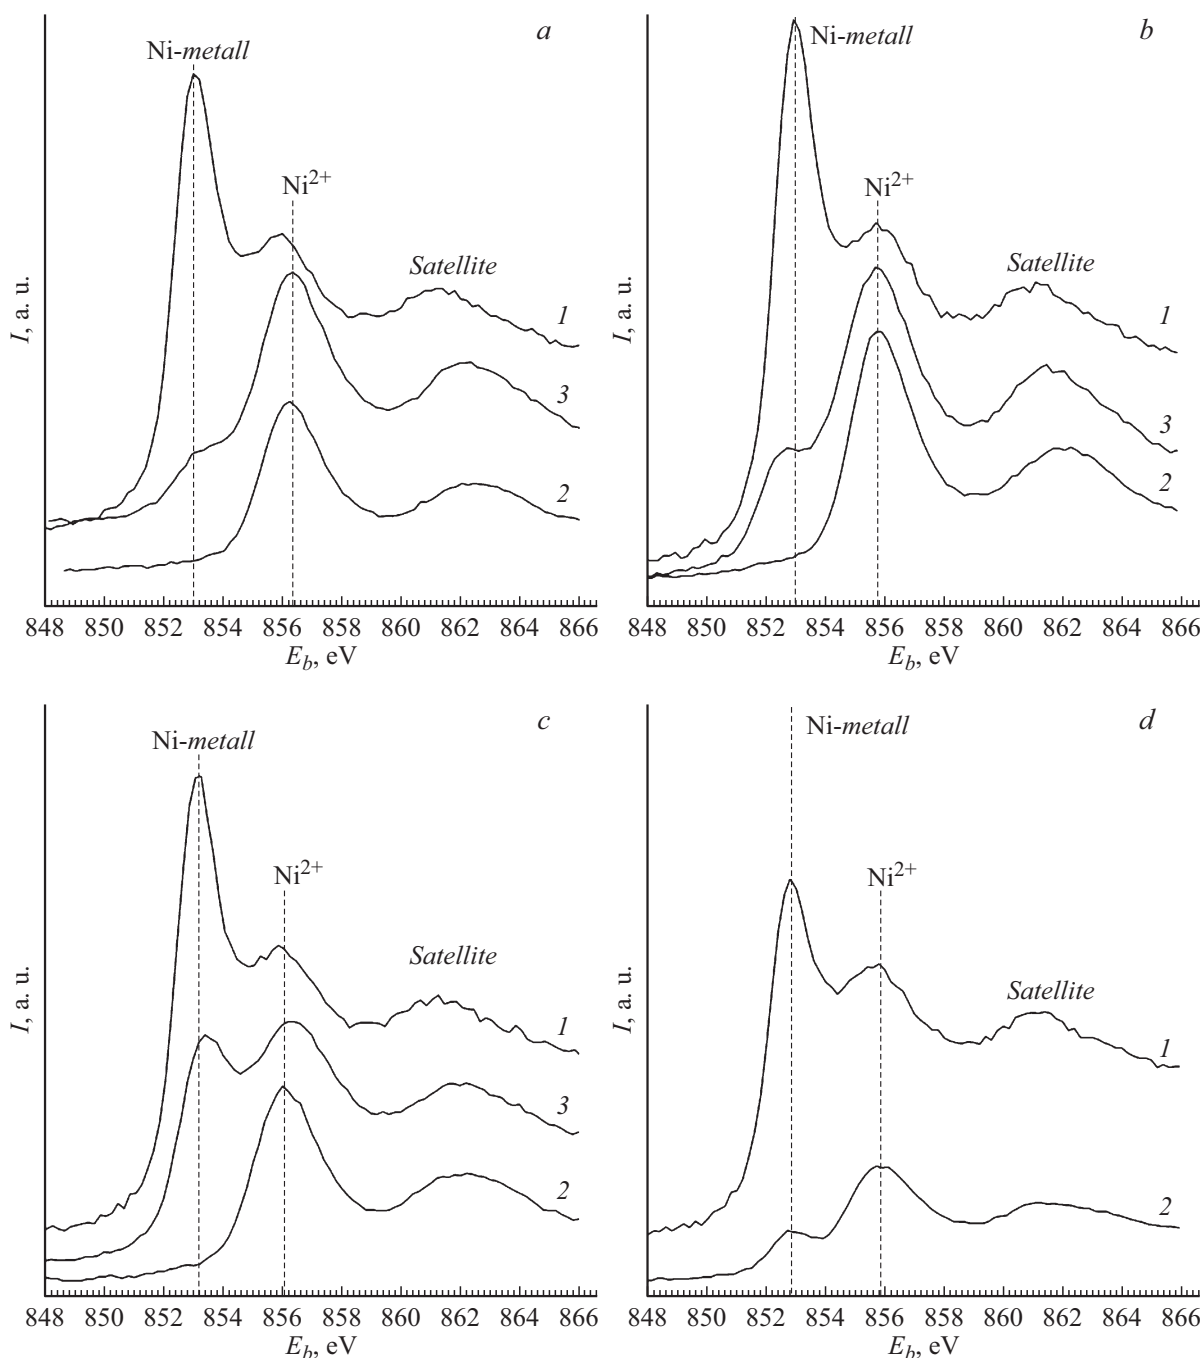 a
Ni-metall
Ni2+
Satellite
1
3
2
I, a. u.
848 850 852 854 856 858 860 862 864 866
Eb, eV
b
Ni-metall
Ni2+
Satellite
1
3
2
I, a. u.
848 850 852 854 856 858 860 862 864 866
Eb, eV
c
Ni-metall
Ni2+
Satellite
1
3
2
I, a. u.
848 850 852 854 856 858 860 862 864 866
Eb, eV
d
Ni-metall
Ni2+
Satellite
1
2
I, a. u.
848 850 852 854 856 858 860 862 864 866
Eb, eV